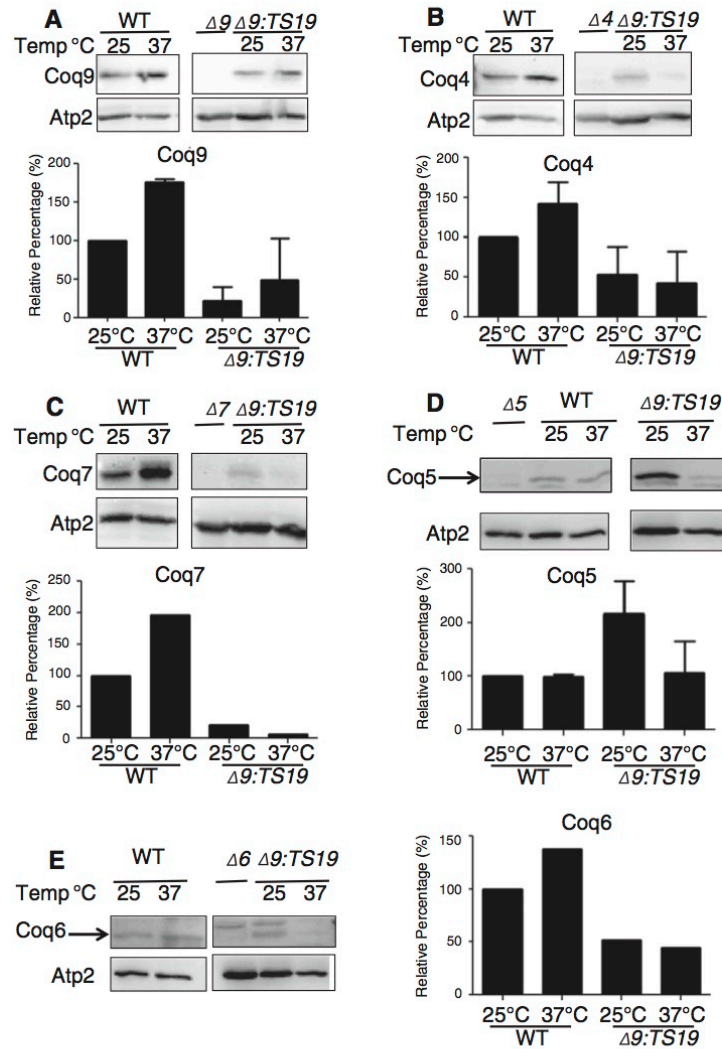 A
WT
Δ9 Δ9:TS19
Temp °C 25 37 25 37
Coq9
Atp2
Coq9
Relative Percentage (%)
200
150
100
50
0
25°C 37°C 25°C 37°C
WT Δ9:TS19
B
WT
Δ4 Δ9:TS19
Temp °C 25 37 25 37
Coq4
Atp2
Coq4
Relative Percentage (%)
200
150
100
50
0
25°C 37°C 25°C 37°C
WT Δ9:TS19
C
WT
Δ7 Δ9:TS19
Temp °C 25 37 25 37
Coq7
Atp2
Coq7
Relative Percentage (%)
250
200
150
100
50
0
25°C 37°C 25°C 37°C
WT Δ9:TS19
D
Δ5 WT Δ9:TS19
Temp °C 25 37 25 37
Coq5
Atp2
Coq5
Relative Percentage (%)
300
200
100
0
25°C 37°C 25°C 37°C
WT Δ9:TS19
E
WT
Δ6 Δ9:TS19
Temp °C 25 37 25 37
Coq6
Atp2
Coq6
Relative Percentage (%)
150
100
50
0
25°C 37°C 25°C 37°C
WT Δ9:TS19